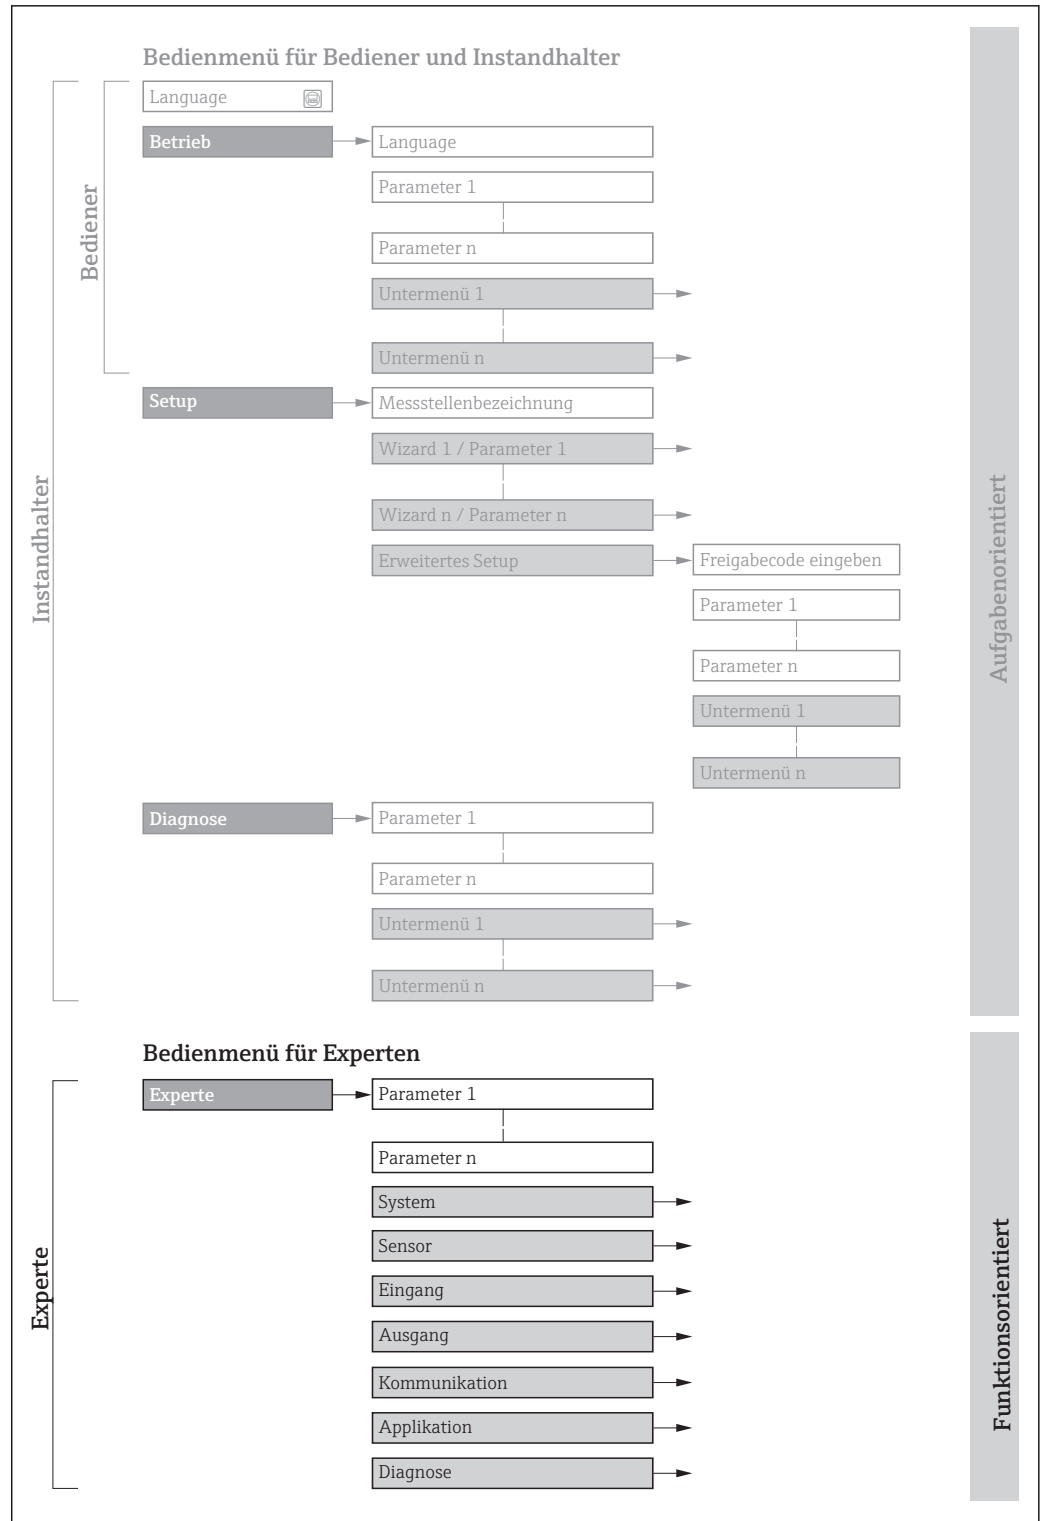 Bedienmenü für Bediener und Instandhalter
Language
Betrieb
Language
Parameter 1
Parameter n
Untermenü 1
Untermenü n
Bediener
Setup
Messstellenbezeichnung
Wizard 1 / Parameter 1
Wizard n / Parameter n
Erweitertes Setup
Freigabecode eingeben
Parameter 1
Parameter n
Untermenü 1
Untermenü n
Instandhalter
Aufgabenorientiert
Diagnose
Parameter 1
Parameter n
Untermenü 1
Untermenü n
Bedienmenü für Experten
Experte
Parameter 1
Parameter n
System
Sensor
Eingang
Ausgang
Kommunikation
Applikation
Diagnose
Experte
Funktionsorientiert